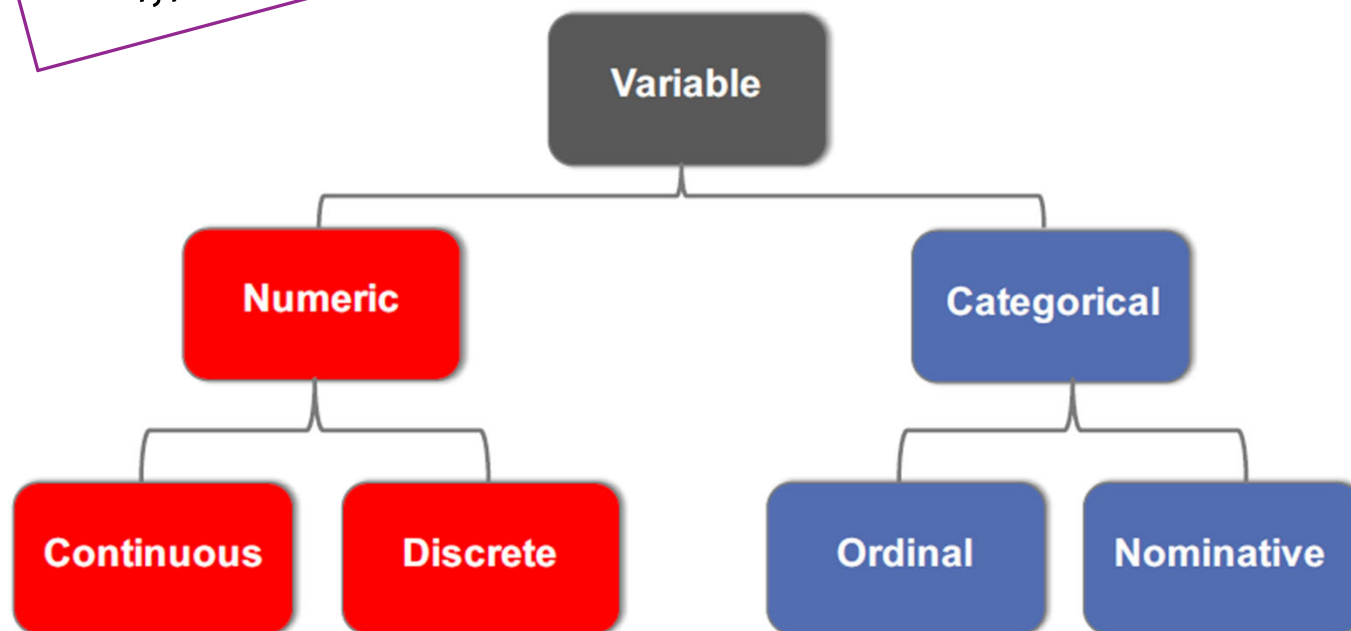 Variable
Numeric
Categorical
Continuous
Discrete
Ordinal
Nominative